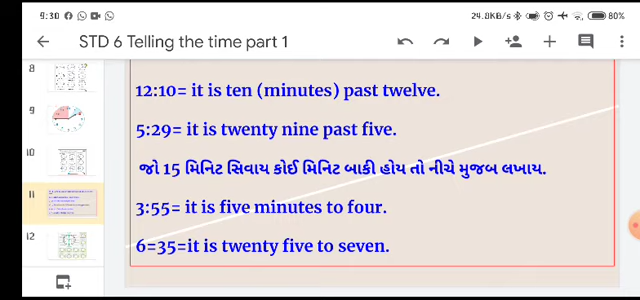 9:30
24.0KB/s 80%
STD 6 Telling the time part 1
8
9
10
11
12
12:10= it is ten (minutes) past twelve.
5:29= it is twenty nine past five.
જો 15 મિનિટ સિવાય કોઈ મિનિટ બાકી હોય તો નીચે મુજબ લખાય.
3:55= it is five minutes to four.
6=35=it is twenty five to seven.